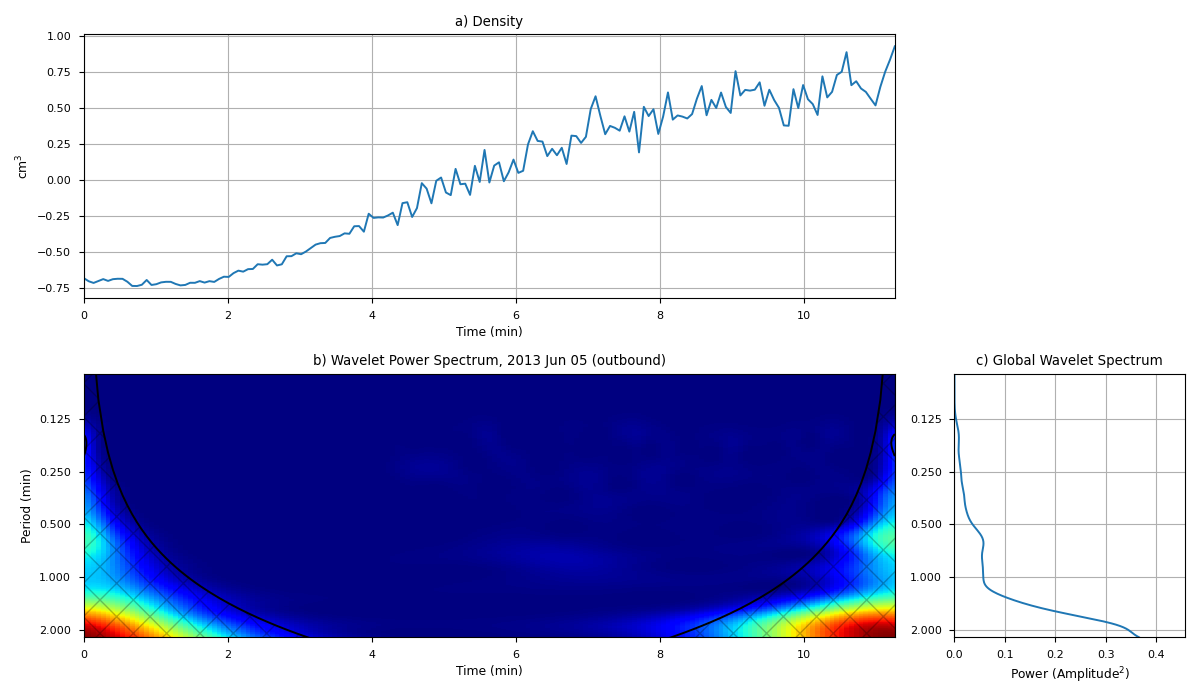 a) Density
1.00
0.75
0.50
0.25
0.00
−0.25
−0.50
−0.75
cm³
0 2 4 6 8 10
Time (min)
b) Wavelet Power Spectrum, 2013 Jun 05 (outbound)
0.125
0.250
0.500
1.000
2.000
Period (min)
0 2 4 6 8 10
Time (min)
c) Global Wavelet Spectrum
0.125
0.250
0.500
1.000
2.000
0.0 0.1 0.2 0.3 0.4
Power (Amplitude²)